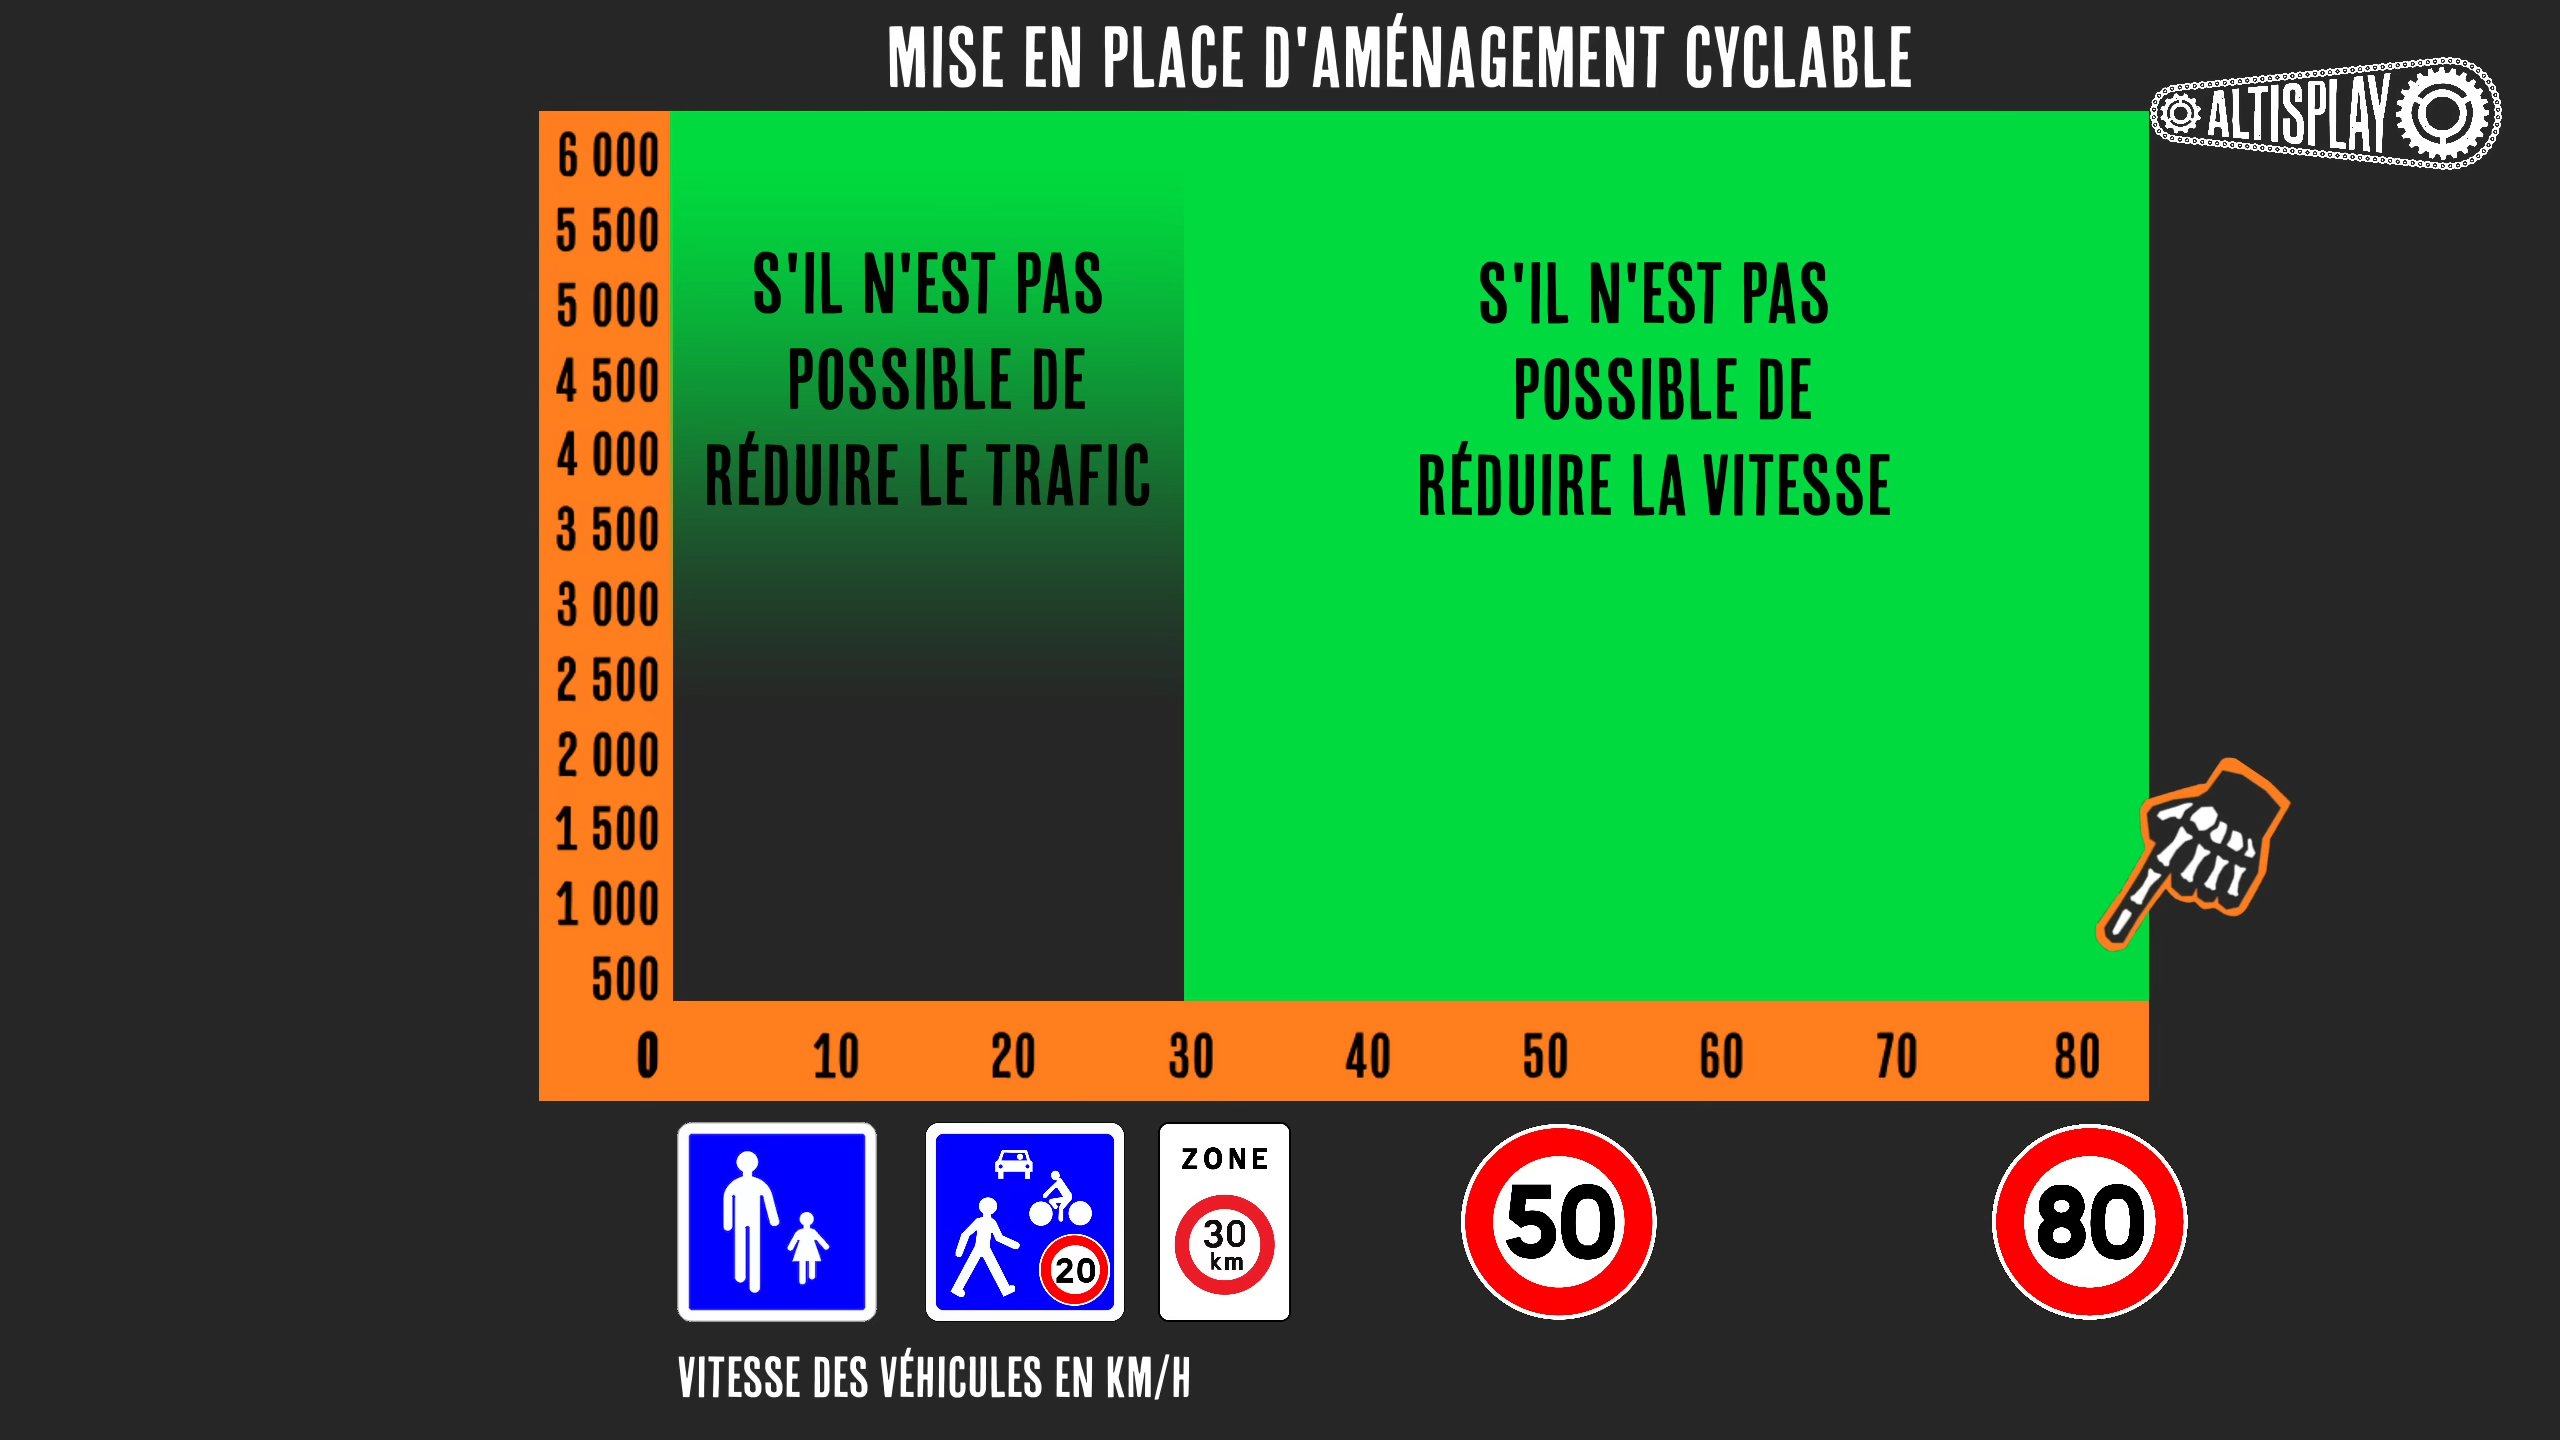 MISE EN PLACE D'AMÉNAGEMENT CYCLABLE
ALTISPLAY
6 000
5 500
5 000
4 500
4 000
3 500
3 000
2 500
2 000
1 500
1 000
500
S'IL N'EST PAS
POSSIBLE DE
RÉDUIRE LE TRAFIC
S'IL N'EST PAS
POSSIBLE DE
RÉDUIRE LA VITESSE
0 10 20 30 40 50 60 70 80
20
ZONE
30
km
50
80
VITESSE DES VÉHICULES EN KM/H